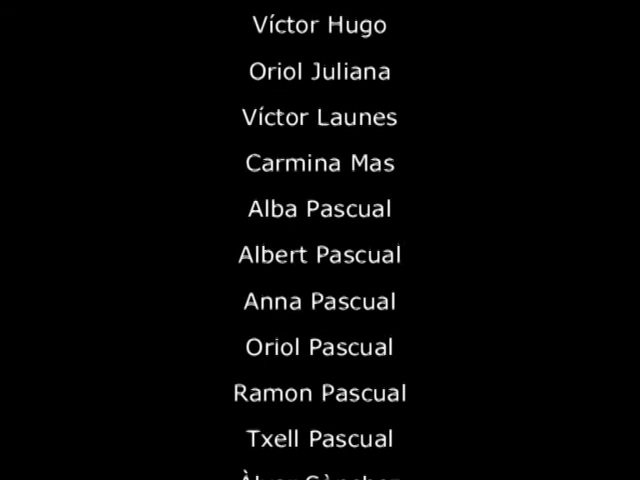 Víctor Hugo
Oriol Juliana
Víctor Launes
Carmina Mas
Alba Pascual
Albert Pascual
Anna Pascual
Oriol Pascual
Ramon Pascual
Txell Pascual